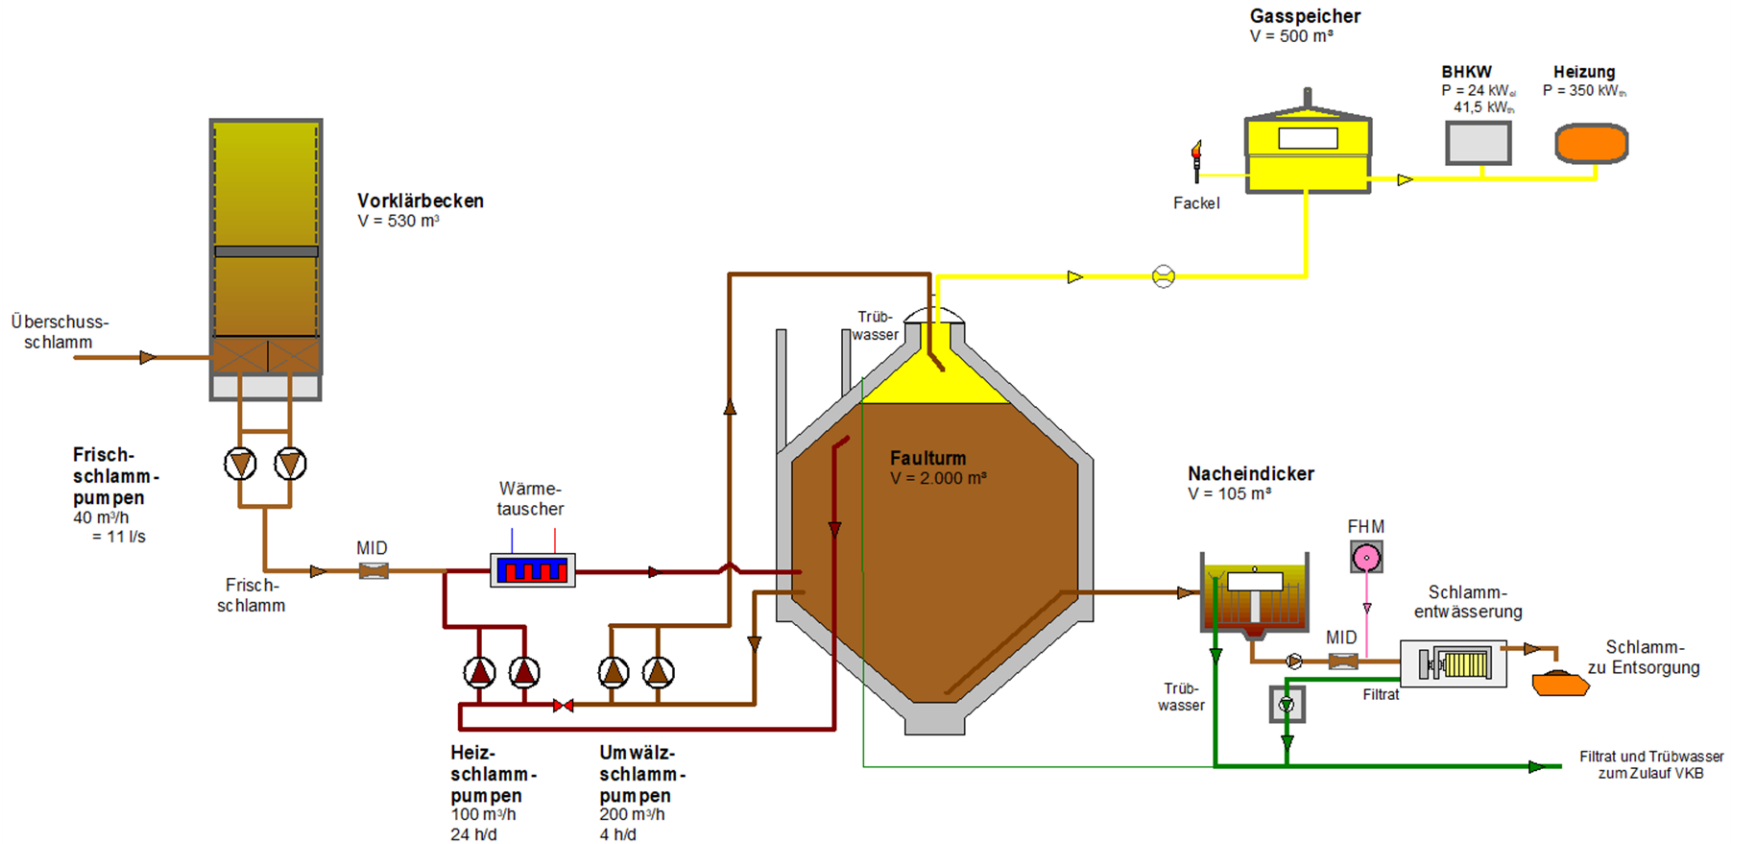 Gasspeicher
V = 500 m³
BHKW
P = 24 kWel
41,5 kWth
Heizung
P = 350 kWth
Fackel
Vorklärbecken
V = 530 m³
Überschuss-
schlamm
Trüb-
wasser
Frisch-
schlamm-
pumpen
40 m³/h
= 11 l/s
Wärme-
tauscher
MID
Frisch-
schlamm
Faulturm
V = 2.000 m³
Nacheindicker
V = 105 m³
FHM
Schlamm-
entwässerung
MID
Schlamm-
zu Entsorgung
Filtrat
Trüb-
wasser
Heiz-
schlamm-
pumpen
100 m³/h
24 h/d
Umwälz-
schlamm-
pumpen
200 m³/h
4 h/d
Filtrat und Trübwasser
zum Zulauf VKB